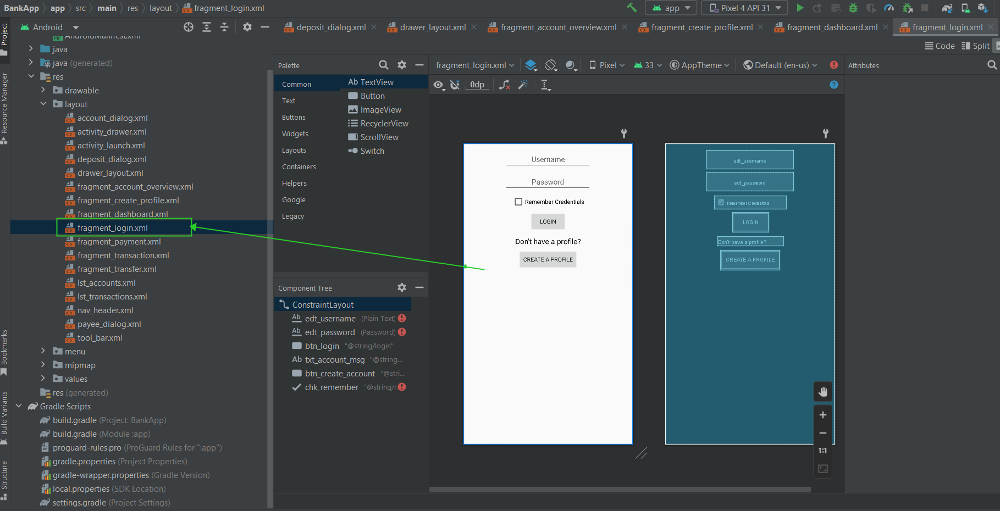 BankApp app src main res layout fragment_login.xml
app Pixel 4 API 31
Android
deposit_dialog.xml drawer_layout.xml fragment_account_overview.xml fragment_create_profile.xml fragment_dashboard.xml fragment_login.xml
Code Split
Project
Resource Manager
Bookmarks
Build Variants
Structure
AndroidManifest.xml
java
java (generated)
res
drawable
layout
account_dialog.xml
activity_drawer.xml
activity_launch.xml
deposit_dialog.xml
drawer_layout.xml
fragment_account_overview.xml
fragment_create_profile.xml
fragment_dashboard.xml
fragment_login.xml
fragment_payment.xml
fragment_transaction.xml
fragment_transfer.xml
lst_accounts.xml
lst_transactions.xml
nav_header.xml
payee_dialog.xml
tool_bar.xml
menu
mipmap
values
res (generated)
Gradle Scripts
build.gradle (Project: BankApp)
build.gradle (Module :app)
proguard-rules.pro (ProGuard Rules for ":app")
gradle.properties (Project Properties)
gradle-wrapper.properties (Gradle Version)
local.properties (SDK Location)
settings.gradle (Project Settings)
Palette
Common
Text
Buttons
Widgets
Layouts
Containers
Helpers
Google
Legacy
Ab TextView
Button
ImageView
RecyclerView
ScrollView
Switch
Component Tree
ConstraintLayout
Ab edt_username (Plain Text)
Ab edt_password (Password)
btn_login "@string/login"
Ab txt_account_msg "@string...
btn_create_account "@stri...
chk_remember "@string/r
fragment_login.xml Pixel 33 AppTheme Default (en-us)
0dp
Attributes
Username
Password
Remember Credentials
LOGIN
Don't have a profile?
CREATE A PROFILE
edt_username
edt_password
Remember Credentials
LOGIN
Don't have a profile?
CREATE A PROFILE
1:1